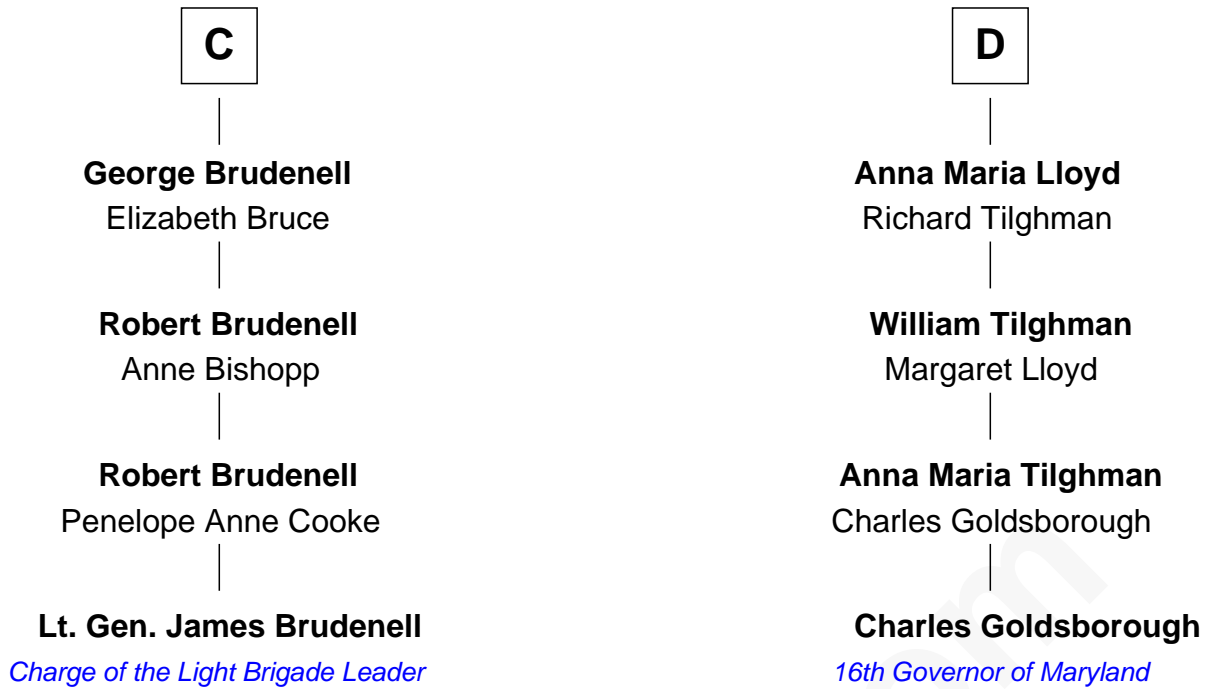 C
George Brudenell
Elizabeth Bruce
Robert Brudenell
Anne Bishopp
Robert Brudenell
Penelope Anne Cooke
Lt. Gen. James Brudenell
Charge of the Light Brigade Leader
D
Anna Maria Lloyd
Richard Tilghman
William Tilghman
Margaret Lloyd
Anna Maria Tilghman
Charles Goldsborough
Charles Goldsborough
16th Governor of Maryland